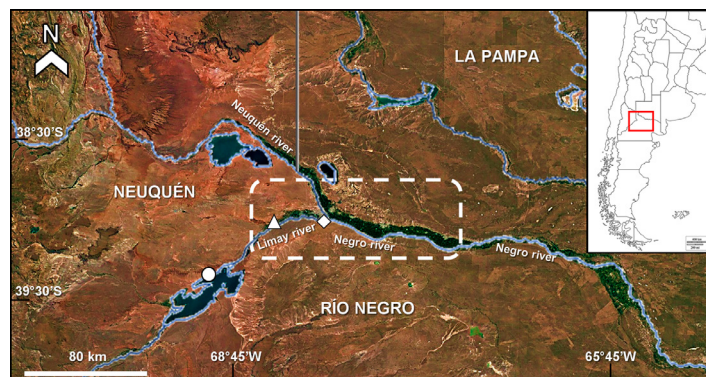 N
LA PAMPA
38°30'S
Neuquén river
NEUQUÉN
Limay river
Negro river
Negro river
39°30'S
RÍO NEGRO
80 km
68°45'W
65°45'W